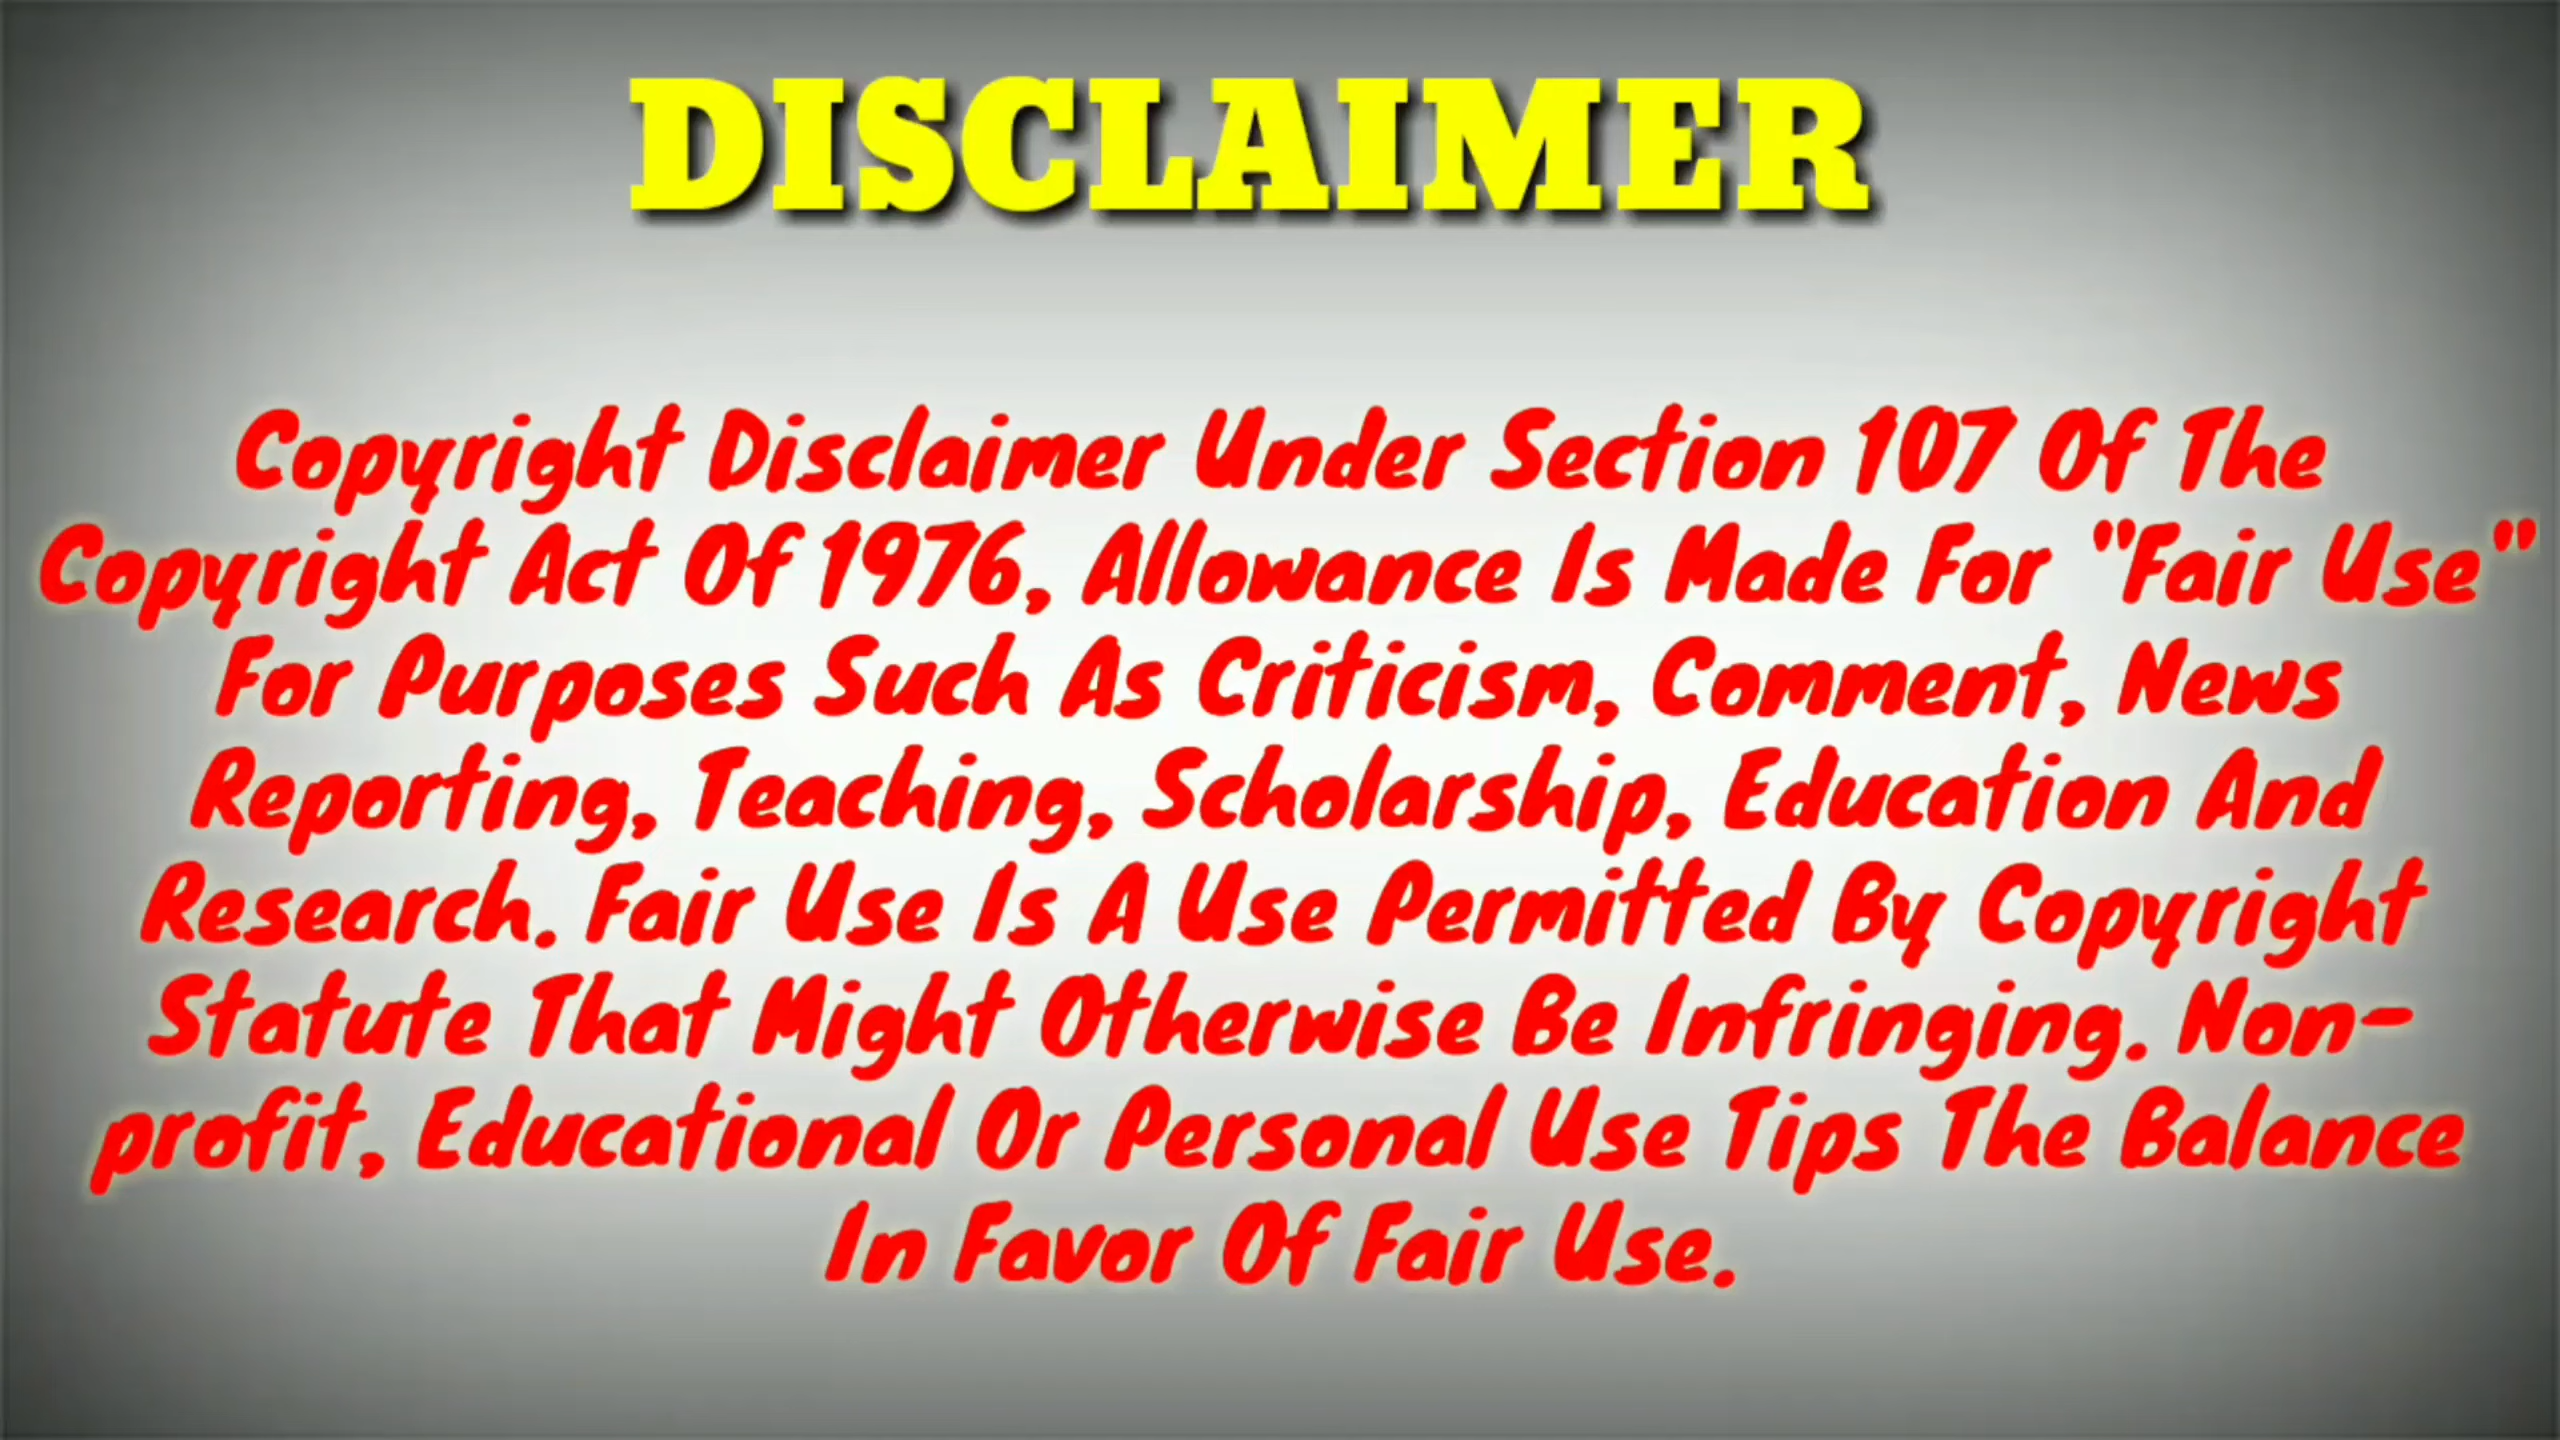 DISCLAIMER
Copyright Disclaimer Under Section 107 Of The
Copyright Act Of 1976, Allowance Is Made For "Fair Use"
For Purposes Such As Criticism, Comment, News
Reporting, Teaching, Scholarship, Education And
Research. Fair Use Is A Use Permitted By Copyright
Statute That Might Otherwise Be Infringing. Non-
profit, Educational Or Personal Use Tips The Balance
In Favor Of Fair Use.